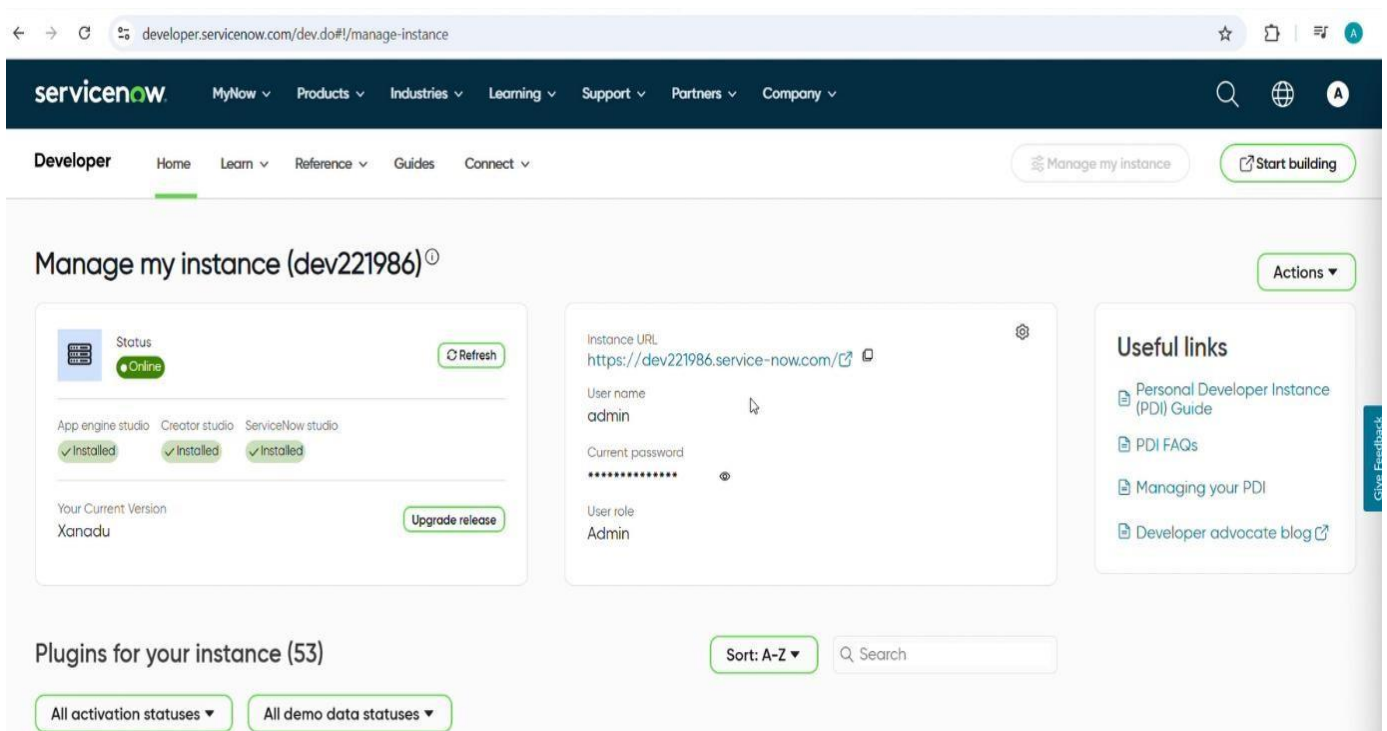 developer.servicenow.com/dev.do#!/manage-instance
A
servicenow.
MyNow Products Industries Learning Support Partners Company
A
Developer
Home Learn Reference Guides Connect
Manage my instance
Start building
Manage my instance (dev221986)
Actions
Status
Online
Refresh
App engine studio Creator studio ServiceNow studio
Installed Installed Installed
Your Current Version
Xanadu
Upgrade release
Instance URL
https://dev221986.service-now.com/
User name
admin
Current password
**************
User role
Admin
Useful links
Personal Developer Instance
(PDI) Guide
PDI FAQs
Managing your PDI
Developer advocate blog
Give Feedback
Plugins for your instance (53)
Sort: A-Z
Search
All activation statuses
All demo data statuses